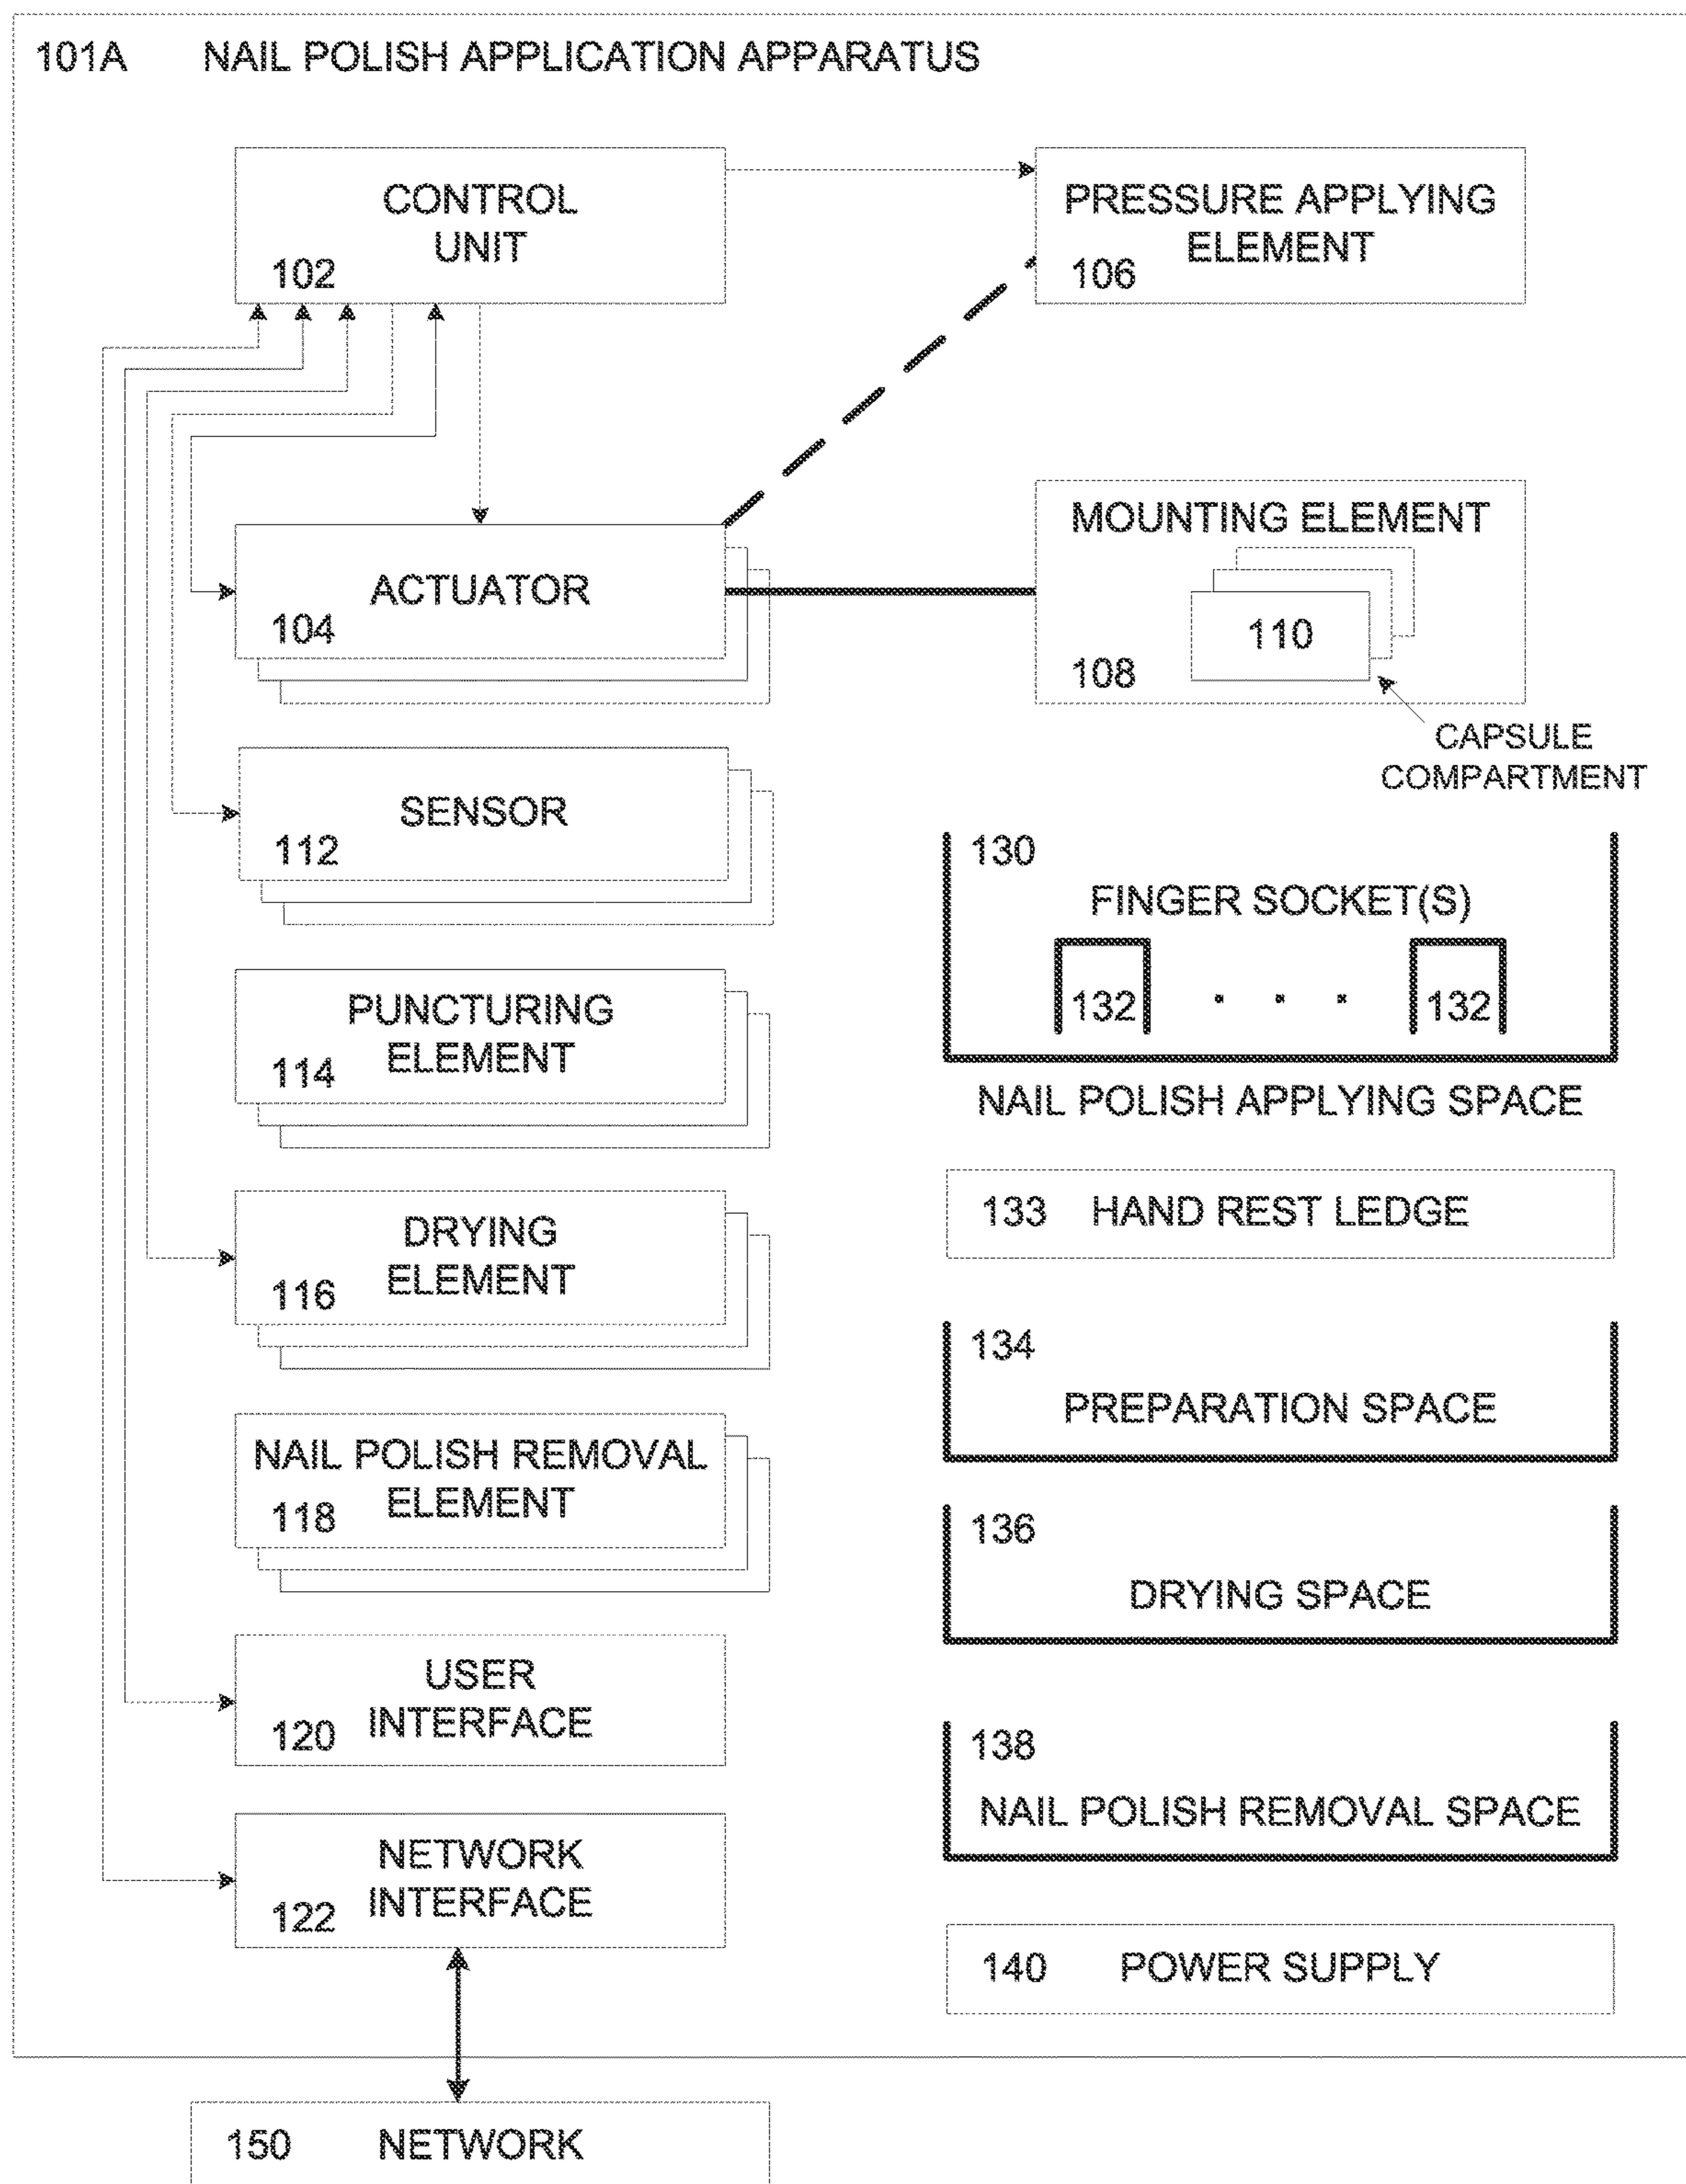 101A NAIL POLISH APPLICATION APPARATUS
CONTROL
UNIT
102
PRESSURE APPLYING
ELEMENT
106
ACTUATOR
104
MOUNTING ELEMENT
110
108
CAPSULE
COMPARTMENT
SENSOR
112
130
FINGER SOCKET(S)
132 . . . 132
NAIL POLISH APPLYING SPACE
PUNCTURING
ELEMENT
114
133 HAND REST LEDGE
DRYING
ELEMENT
116
134
PREPARATION SPACE
NAIL POLISH REMOVAL
ELEMENT
118
136
DRYING SPACE
USER
INTERFACE
120
138
NAIL POLISH REMOVAL SPACE
NETWORK
INTERFACE
122
140 POWER SUPPLY
150 NETWORK